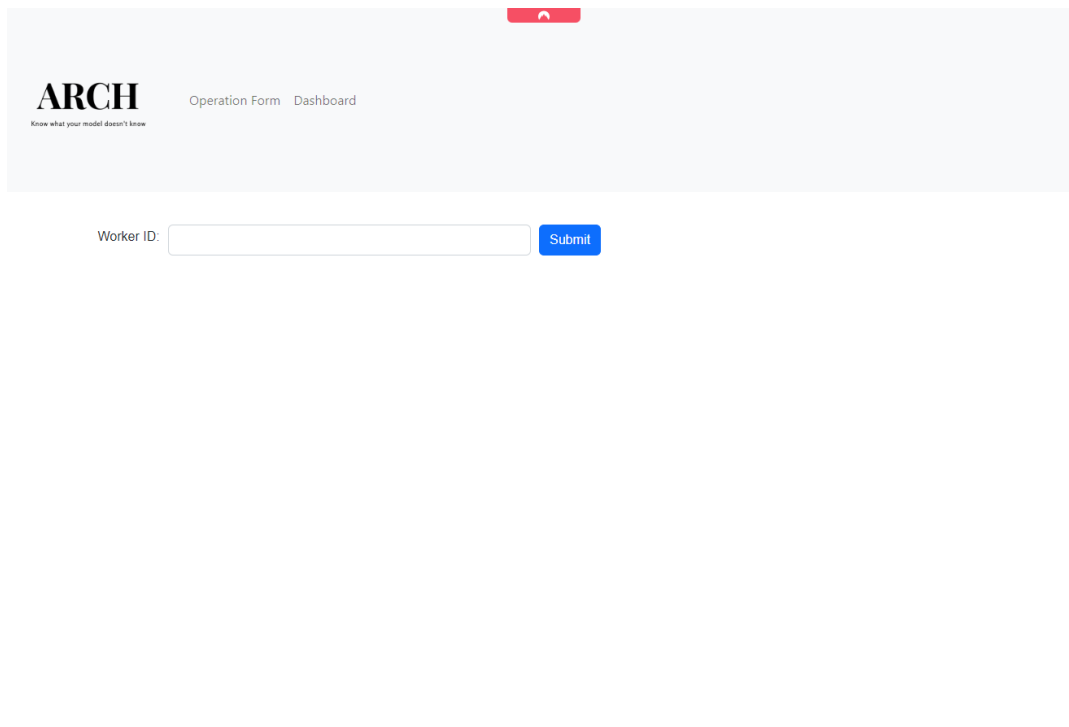 ARCH
Know what your model doesn't know
Operation Form Dashboard
Worker ID: Submit